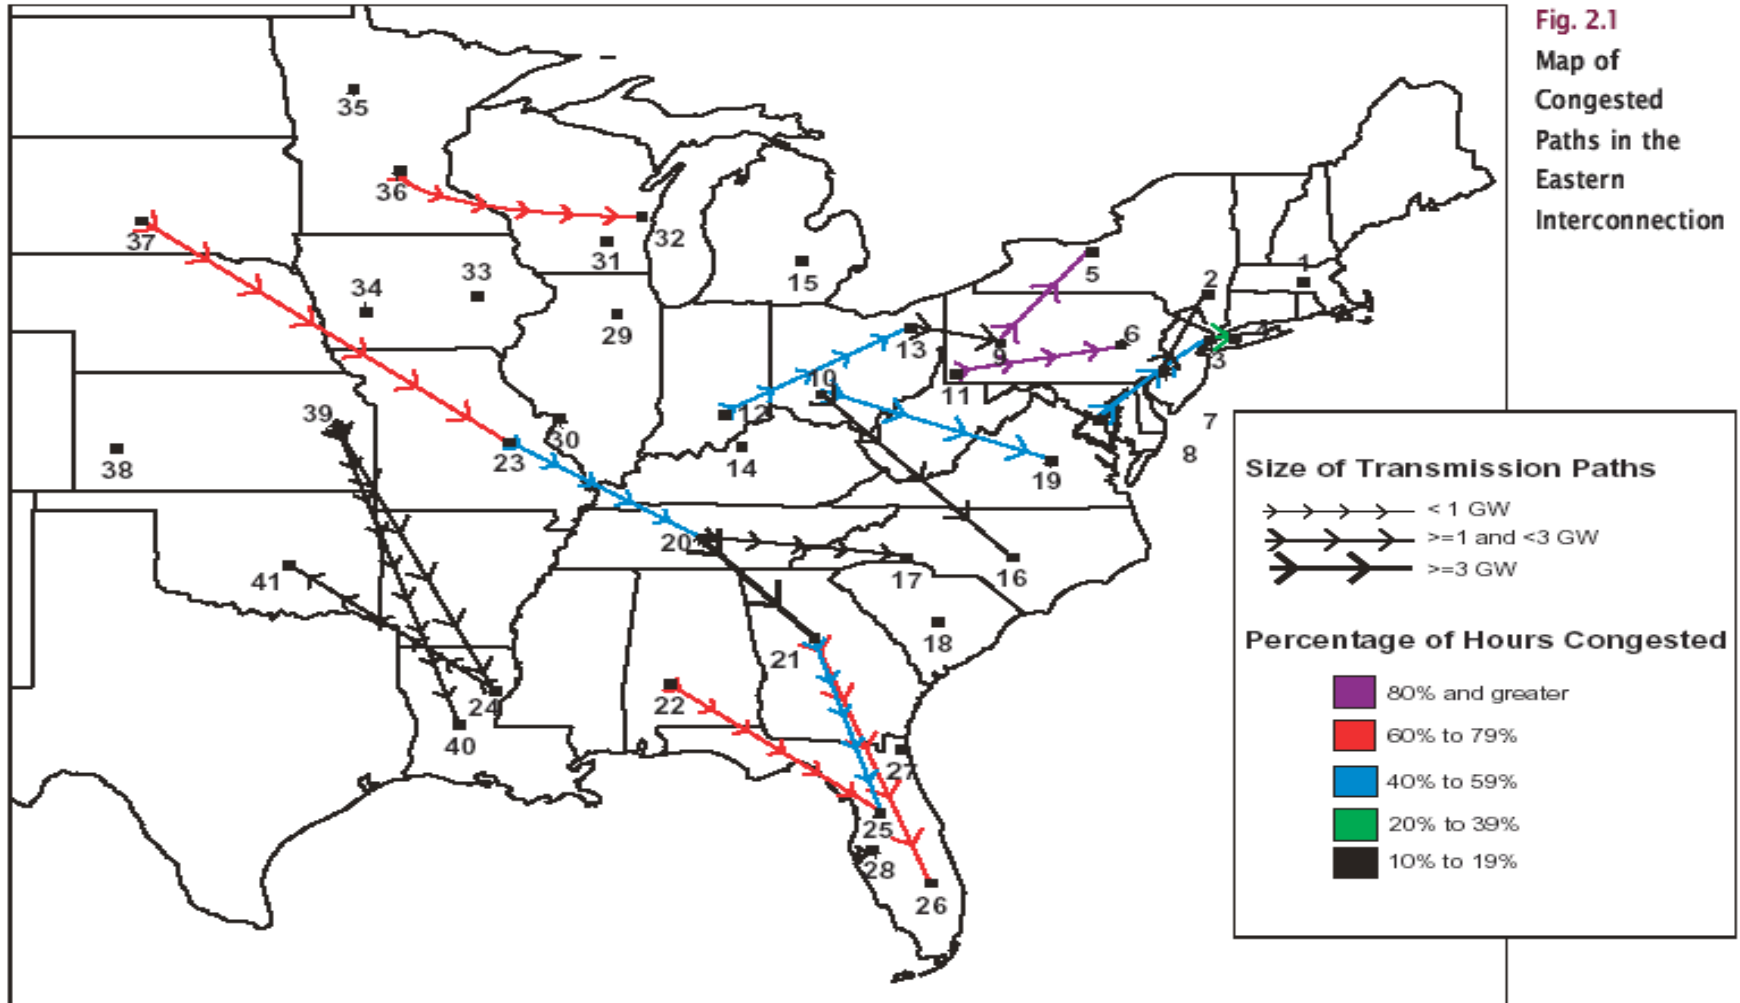 Fig. 2.1
Map of
Congested
Paths in the
Eastern
Interconnection
35
36
37
32
31
15
5
1
2
34
33
29
13
9
6
4
3
10
11
12
39
30
7
38
23
14
8
19
20
41
17
16
21
18
22
24
40
27
25
28
26
Size of Transmission Paths
< 1 GW
>=1 and <3 GW
>=3 GW
Percentage of Hours Congested
80% and greater
60% to 79%
40% to 59%
20% to 39%
10% to 19%